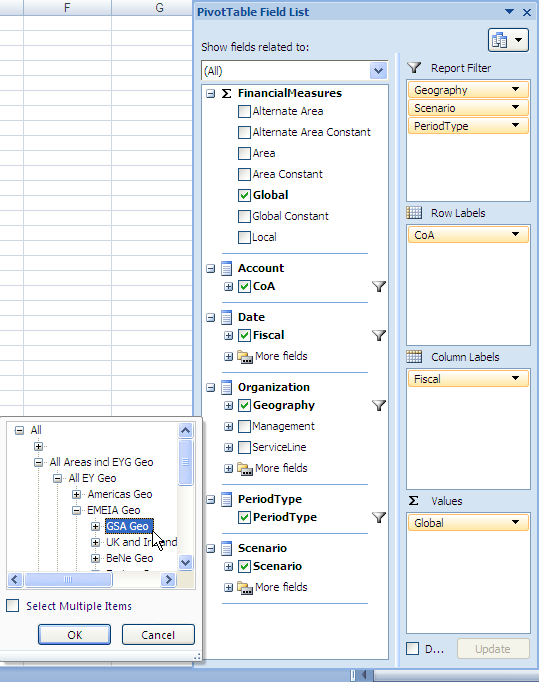 F G
PivotTable Field List
Show fields related to:
(All)
FinancialMeasures
Alternate Area
Alternate Area Constant
Area
Area Constant
Global
Global Constant
Local
Account
CoA
Date
Fiscal
More fields
Organization
Geography
Management
ServiceLine
More fields
PeriodType
PeriodType
Scenario
Scenario
More fields
Report Filter
Geography
Scenario
PeriodType
Row Labels
CoA
Column Labels
Fiscal
Σ Values
Global
D...
Update
All
All Areas incl EYG Geo
All EY Geo
Americas Geo
EMEIA Geo
GSA Geo
UK and
BeNe Geo
Select Multiple Items
OK
Cancel